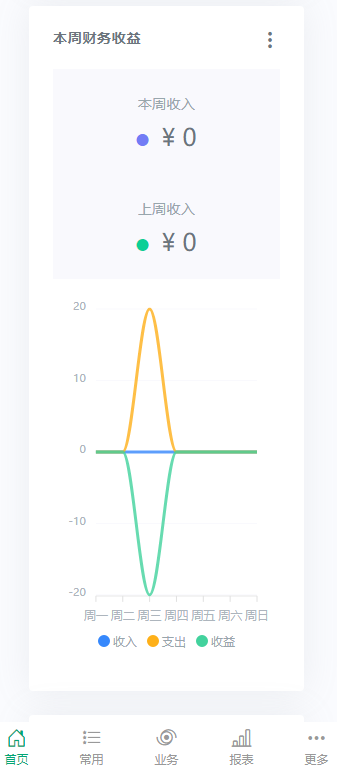 本周财务收益
本周收入
¥ 0
上周收入
¥ 0
20
10
0
-10
-20
周一 周二 周三 周四 周五 周六 周日
收入 支出 收益
首页 常用 业务 报表 更多